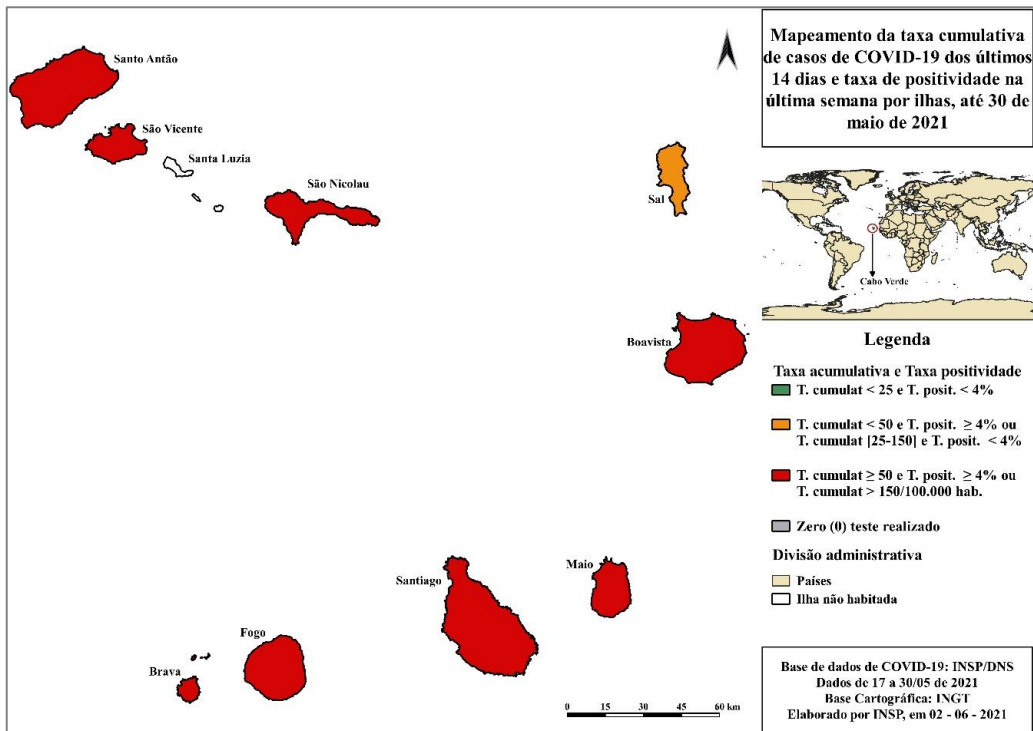 Mapeamento da taxa cumulativa
de casos de COVID-19 dos últimos
14 dias e taxa de positividade na
última semana por ilhas, até 30 de
maio de 2021
Santo Antão
São Vicente
Santa Luzia
São Nicolau
Sal
Boavista
Maio
Santiago
Fogo
Brava
0 15 30 45 60 km
Cabo Verde
Legenda
Taxa acumulativa e Taxa positividade
T. cumulat < 25 e T. posit. < 4%
T. cumulat < 50 e T. posit. ≥ 4% ou
T. cumulat [25-150] e T. posit. < 4%
T. cumulat ≥ 50 e T. posit. ≥ 4% ou
T. cumulat > 150/100.000 hab.
Zero (0) teste realizado
Divisão administrativa
Países
Ilha não habitada
Base de dados de COVID-19: INSP/DNS
Dados de 17 a 30/05 de 2021
Base Cartográfica: INGT
Elaborado por INSP, em 02 - 06 - 2021